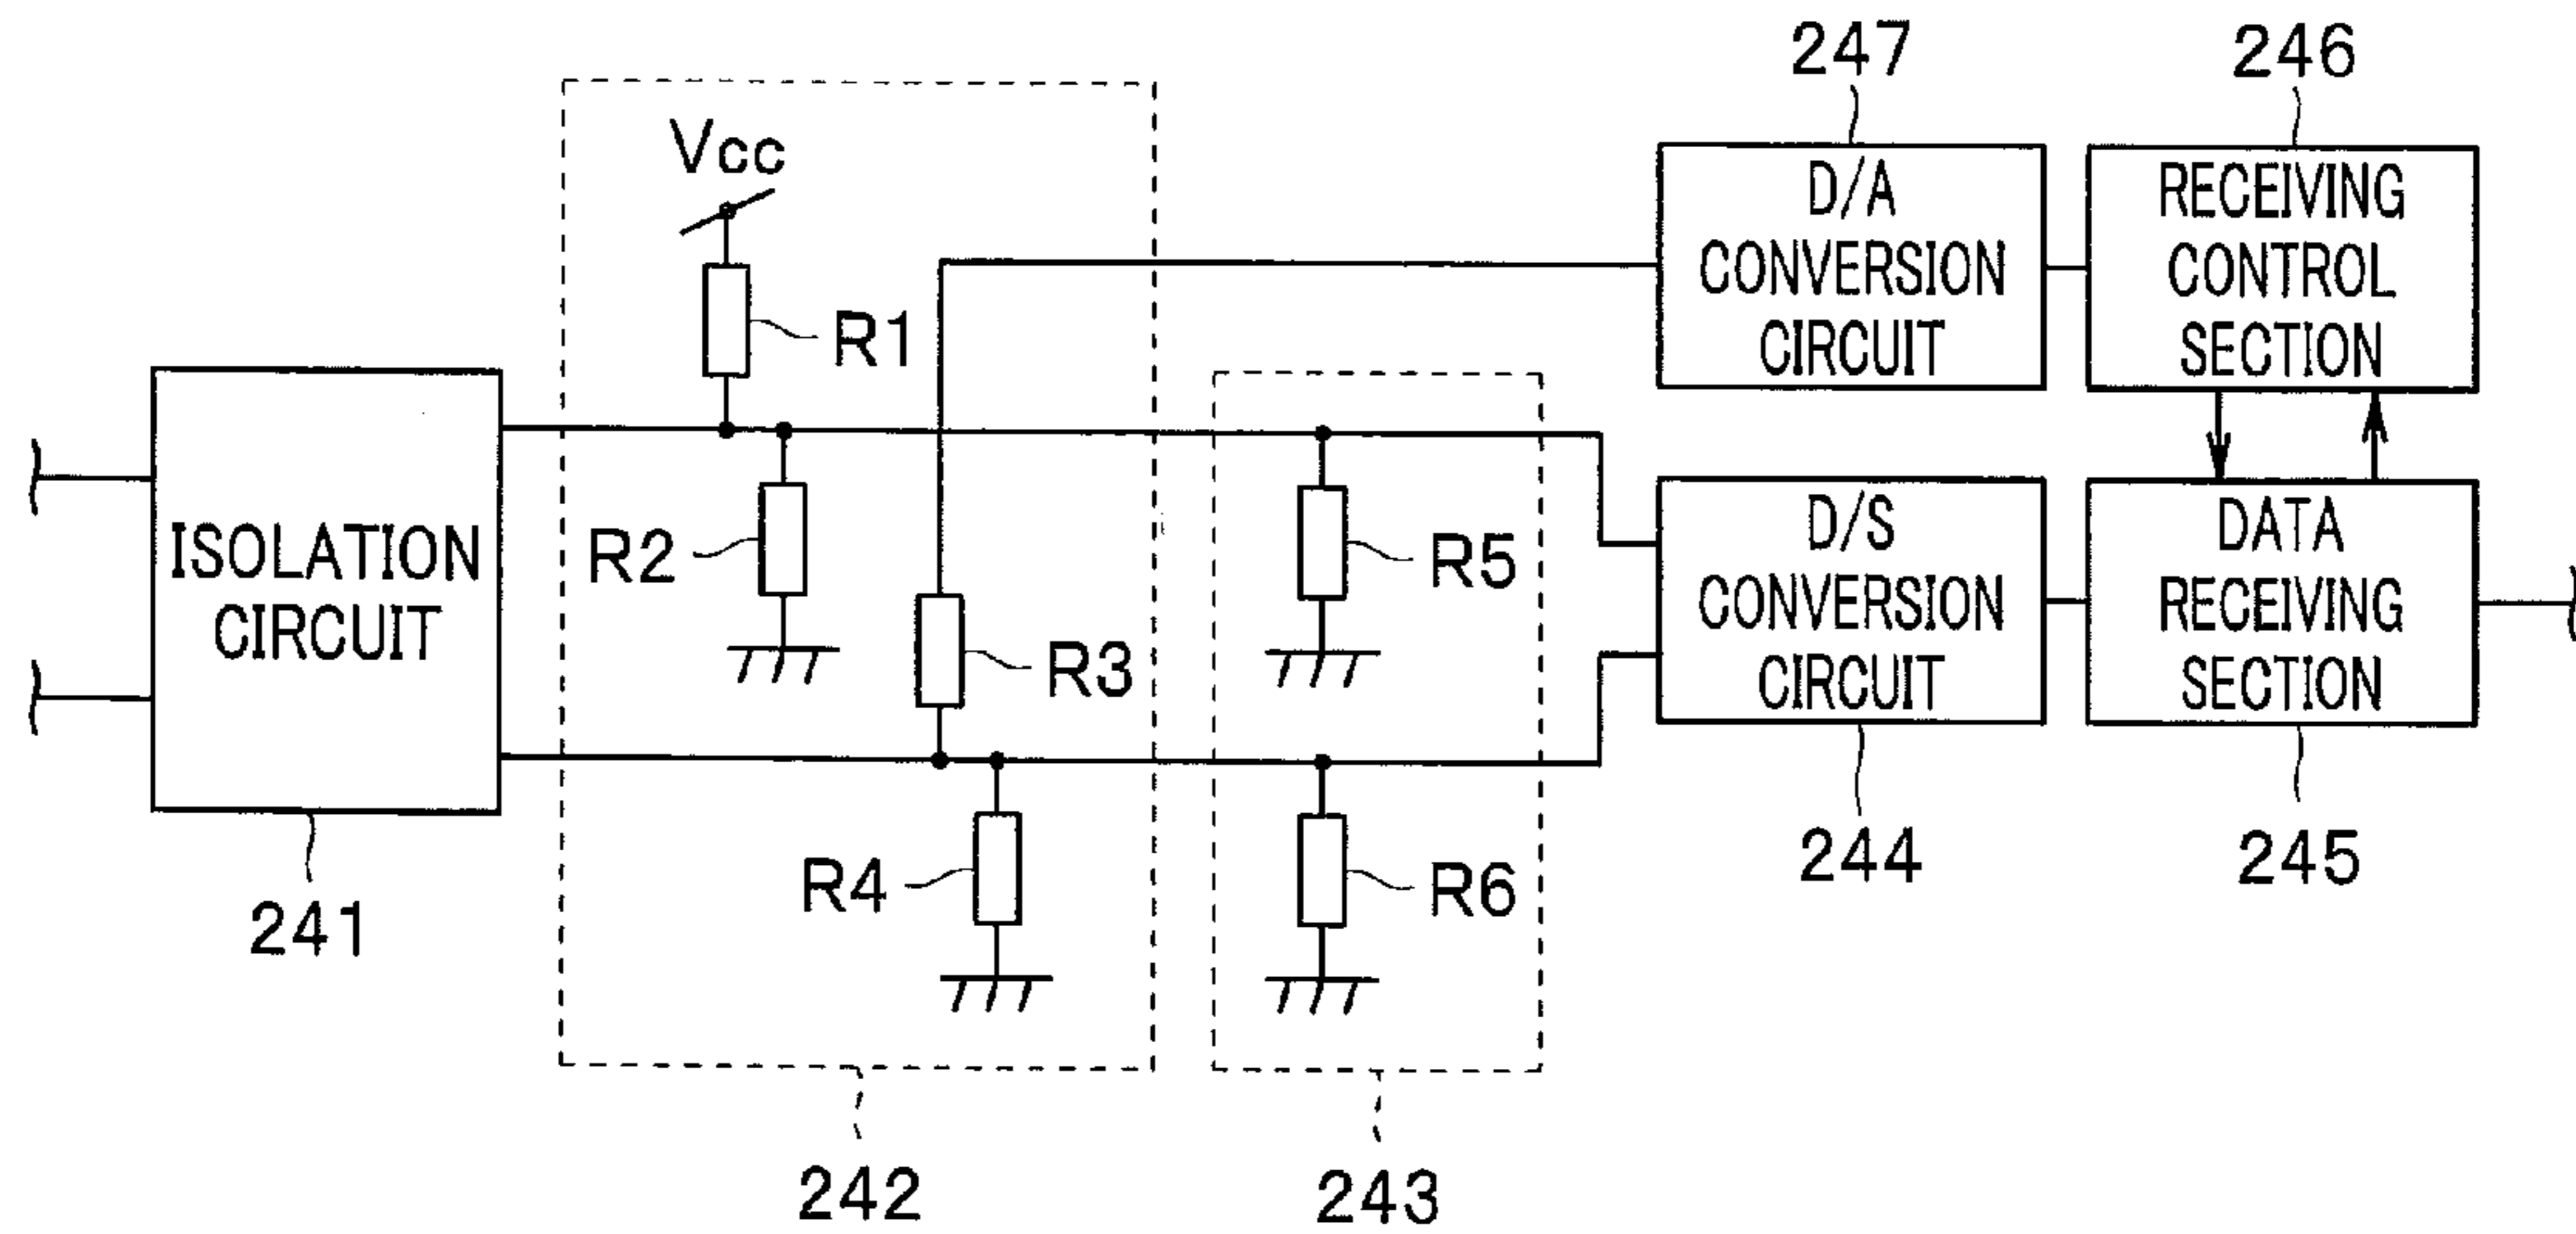 247
246
Vcc
D/A
CONVERSION
CIRCUIT
RECEIVING
CONTROL
SECTION
R1
ISOLATION
CIRCUIT
R2
R3
R5
D/S
CONVERSION
CIRCUIT
DATA
RECEIVING
SECTION
R4
R6
244
245
241
242
243